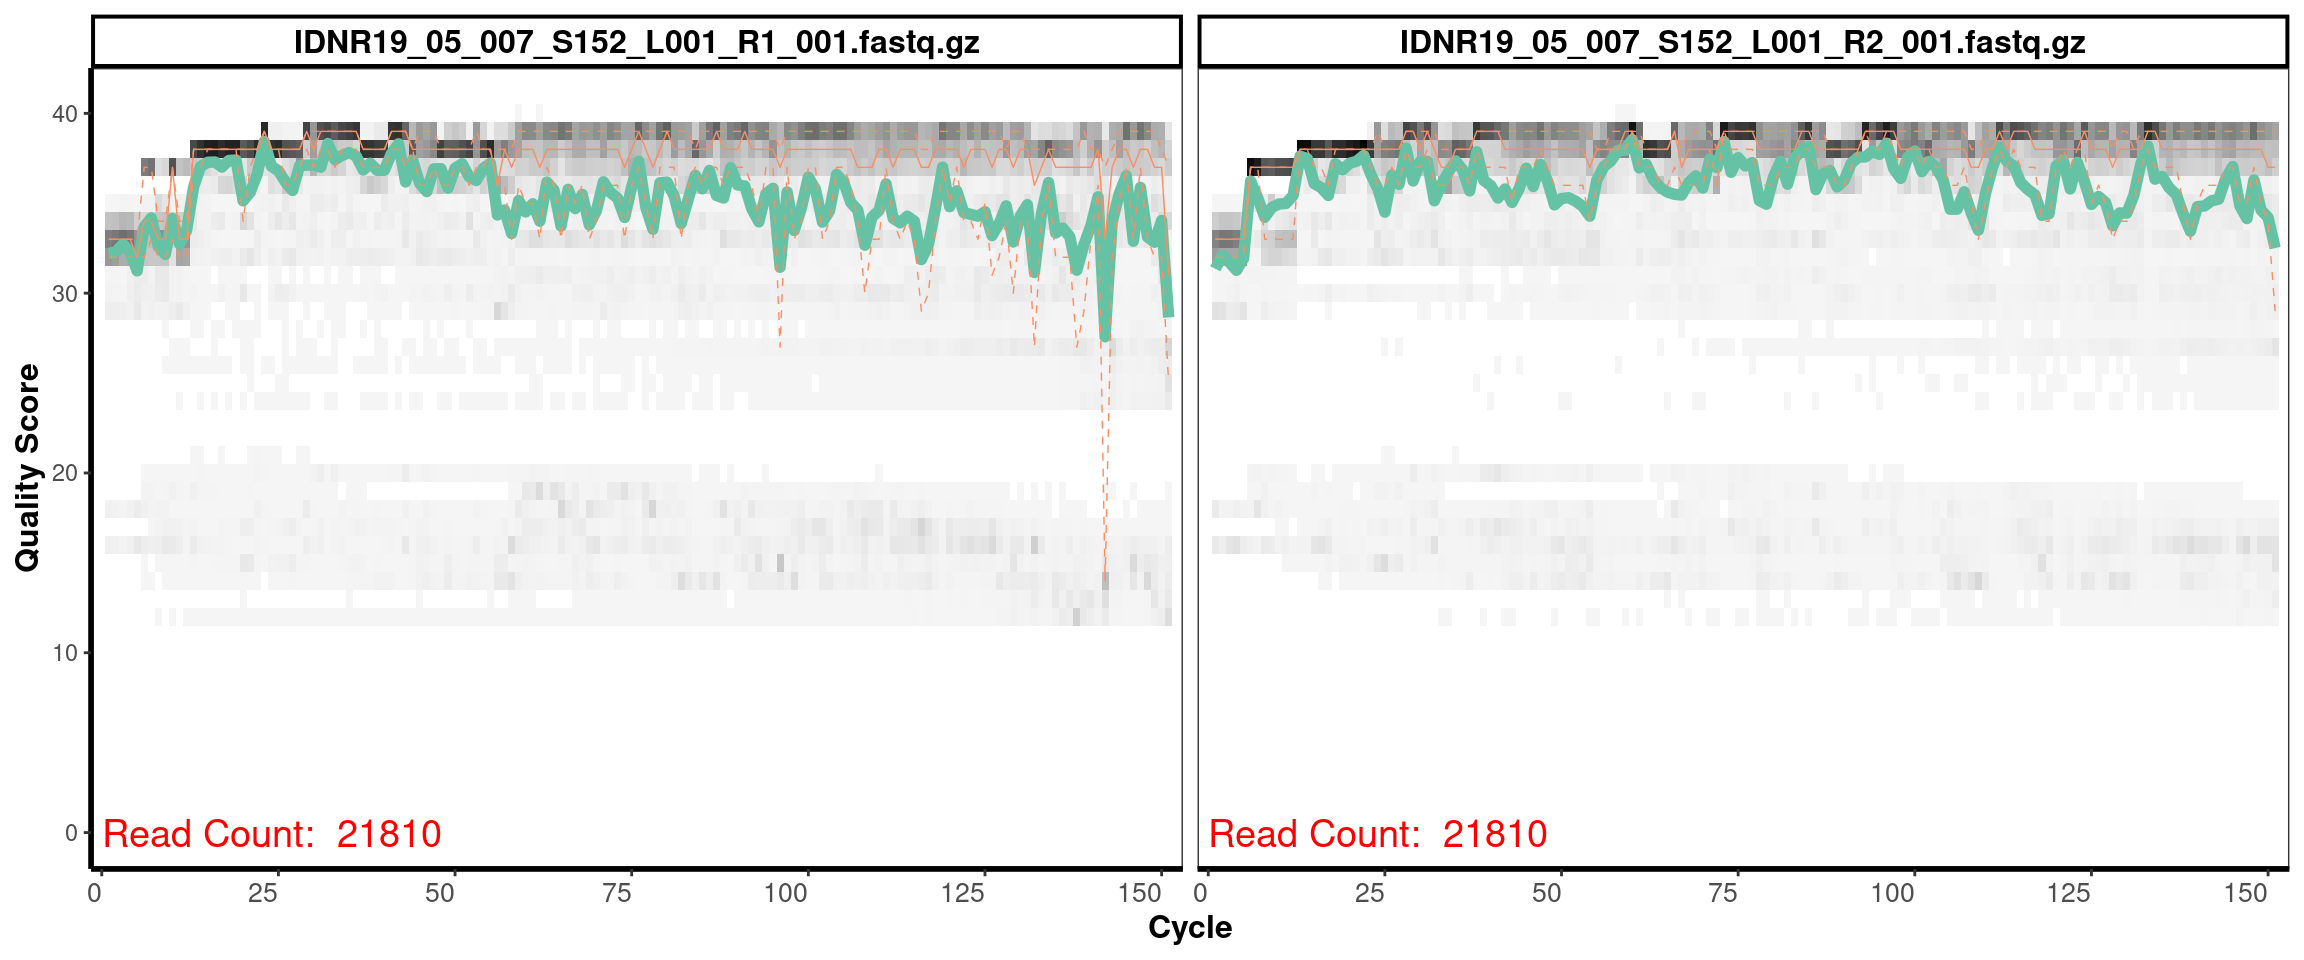 IDNR19_05_007_S152_L001_R1_001.fastq.gz
IDNR19_05_007_S152_L001_R2_001.fastq.gz
40
30
20
10
0
Quality Score
Read Count: 21810
Read Count: 21810
0 25 50 75 100 125 150
0 25 50 75 100 125 150
Cycle